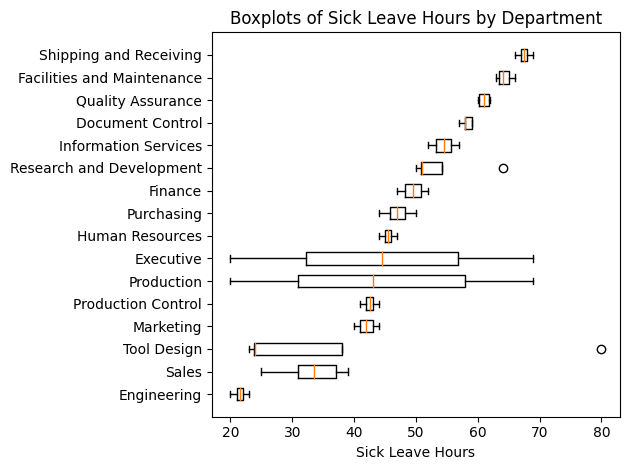 Boxplots of Sick Leave Hours by Department
Shipping and Receiving
Facilities and Maintenance
Quality Assurance
Document Control
Information Services
Research and Development
Finance
Purchasing
Human Resources
Executive
Production
Production Control
Marketing
Tool Design
Sales
Engineering
20 30 40 50 60 70 80
Sick Leave Hours